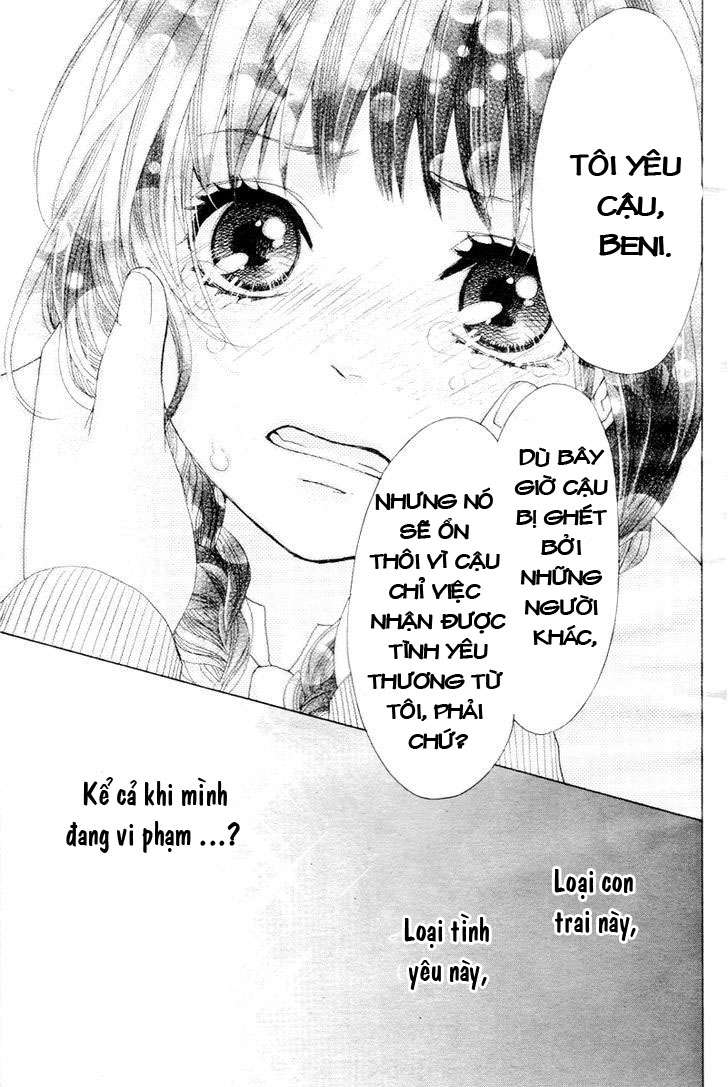 TÔI YÊU
CẬU,
BENI.
DÙ BÂY
GIỜ CẬU
BỊ GHÉT
BỞI
NHỮNG
NGƯỜI
KHÁC,
NHƯNG NÓ
SẼ ỔN
THÔI VÌ CẬU
CHỈ VIỆC
NHẬN ĐƯỢC
TÌNH YÊU
THƯƠNG TỪ
TÔI, PHẢI
CHỨ?
Loại con
trai này,
Loại tình
yêu này,
Kể cả khi mình
đang vi phạm ...?